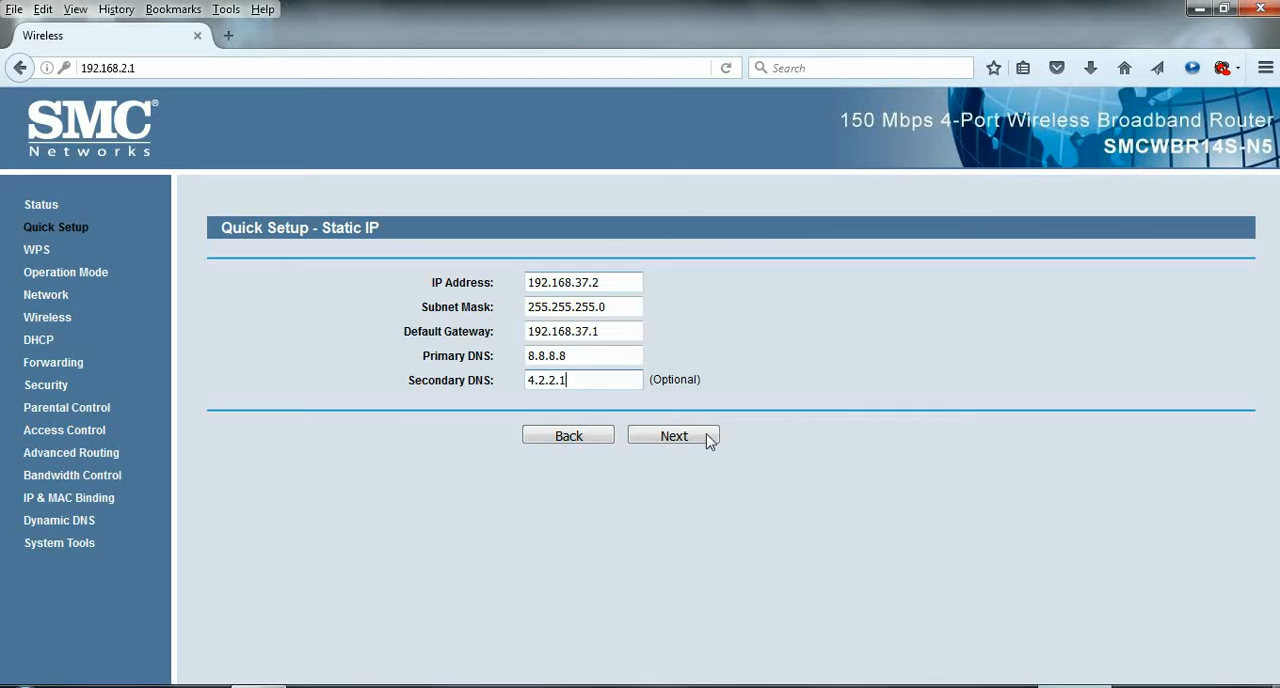 File Edit View History Bookmarks Tools Help
Wireless
192.168.2.1
Search
SMC®
Networks
150 Mbps 4-Port Wireless Broadband Router
SMCWBR14S-N5
Status
Quick Setup
WPS
Operation Mode
Network
Wireless
DHCP
Forwarding
Security
Parental Control
Access Control
Advanced Routing
Bandwidth Control
IP & MAC Binding
Dynamic DNS
System Tools
Quick Setup - Static IP
IP Address: 192.168.37.2
Subnet Mask: 255.255.255.0
Default Gateway: 192.168.37.1
Primary DNS: 8.8.8.8
Secondary DNS: 4.2.2.1 (Optional)
Back Next